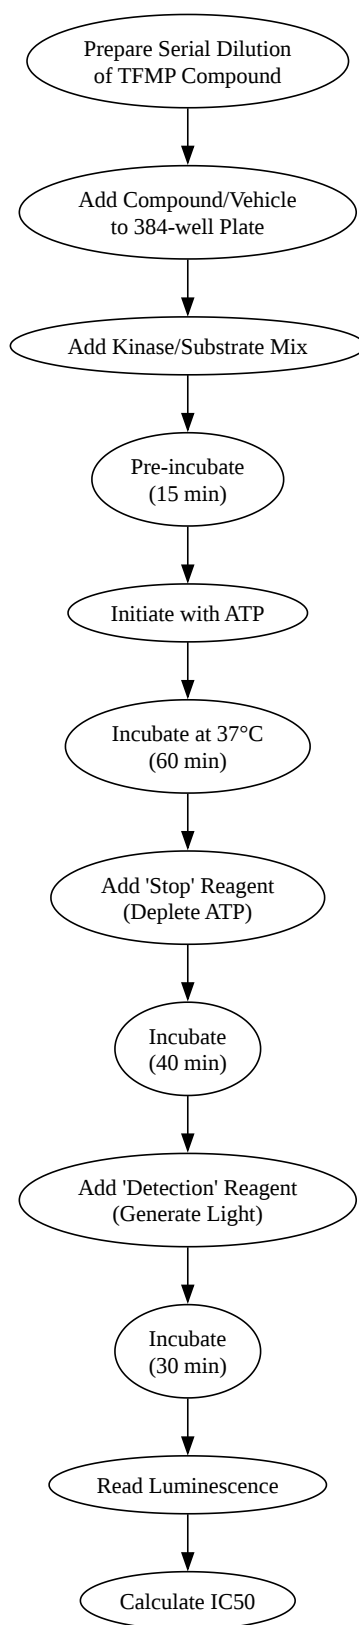 Prepare Serial Dilution
of TFMP Compound
Add Compound/Vehicle
to 384-well Plate
Add Kinase/Substrate Mix
Pre-incubate
(15 min)
Initiate with ATP
Incubate at 37°C
(60 min)
Add 'Stop' Reagent
(Deplete ATP)
Incubate
(40 min)
Add 'Detection' Reagent
(Generate Light)
Incubate
(30 min)
Read Luminescence
Calculate IC50